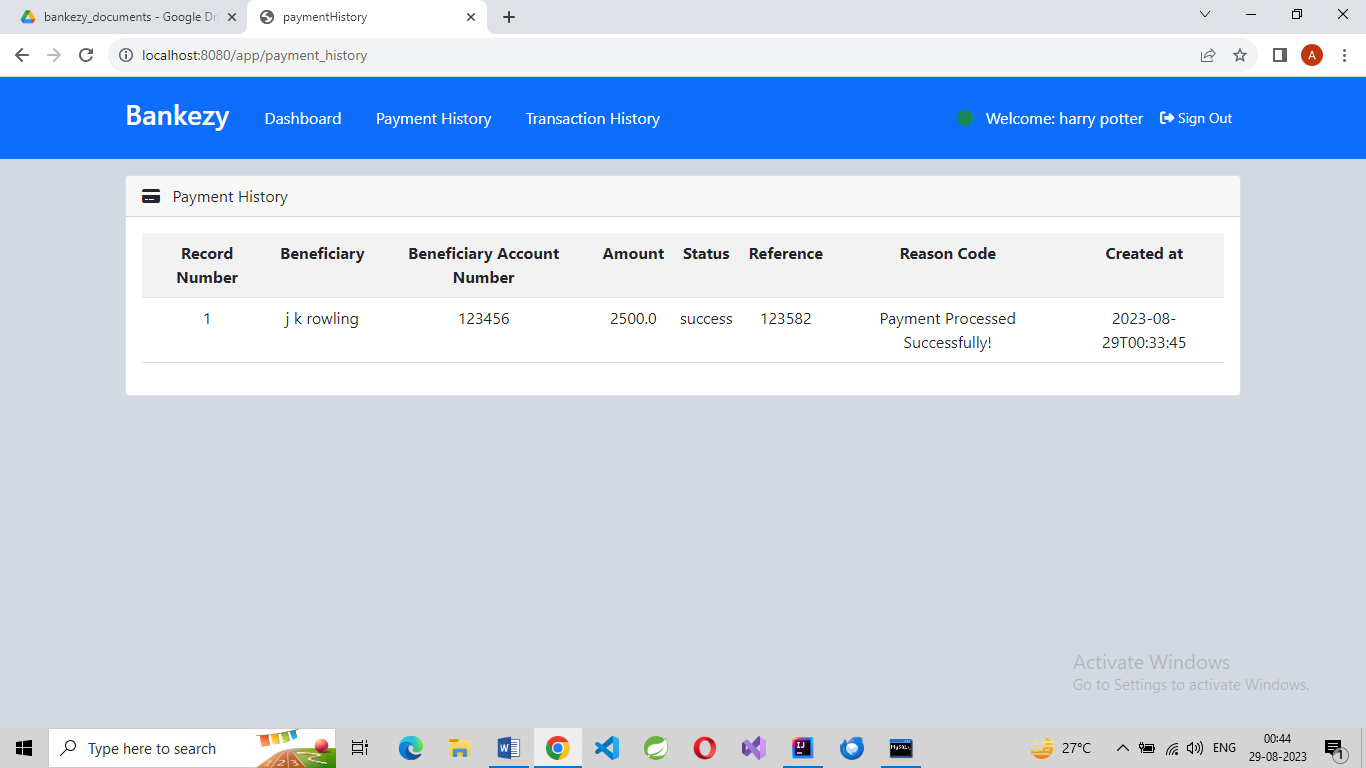 bankezy_documents - Google Dr
paymentHistory
localhost:8080/app/payment_history
A
Bankezy Dashboard Payment History Transaction History Welcome: harry potter Sign Out
Payment History
Record Number Beneficiary Beneficiary Account Number Amount Status Reference Reason Code Created at
1 j k rowling 123456 2500.0 success 123582 Payment Processed Successfully! 2023-08-29T00:33:45
Activate Windows
Go to Settings to activate Windows.
Type here to search
27°C ENG 00:44
29-08-2023
1